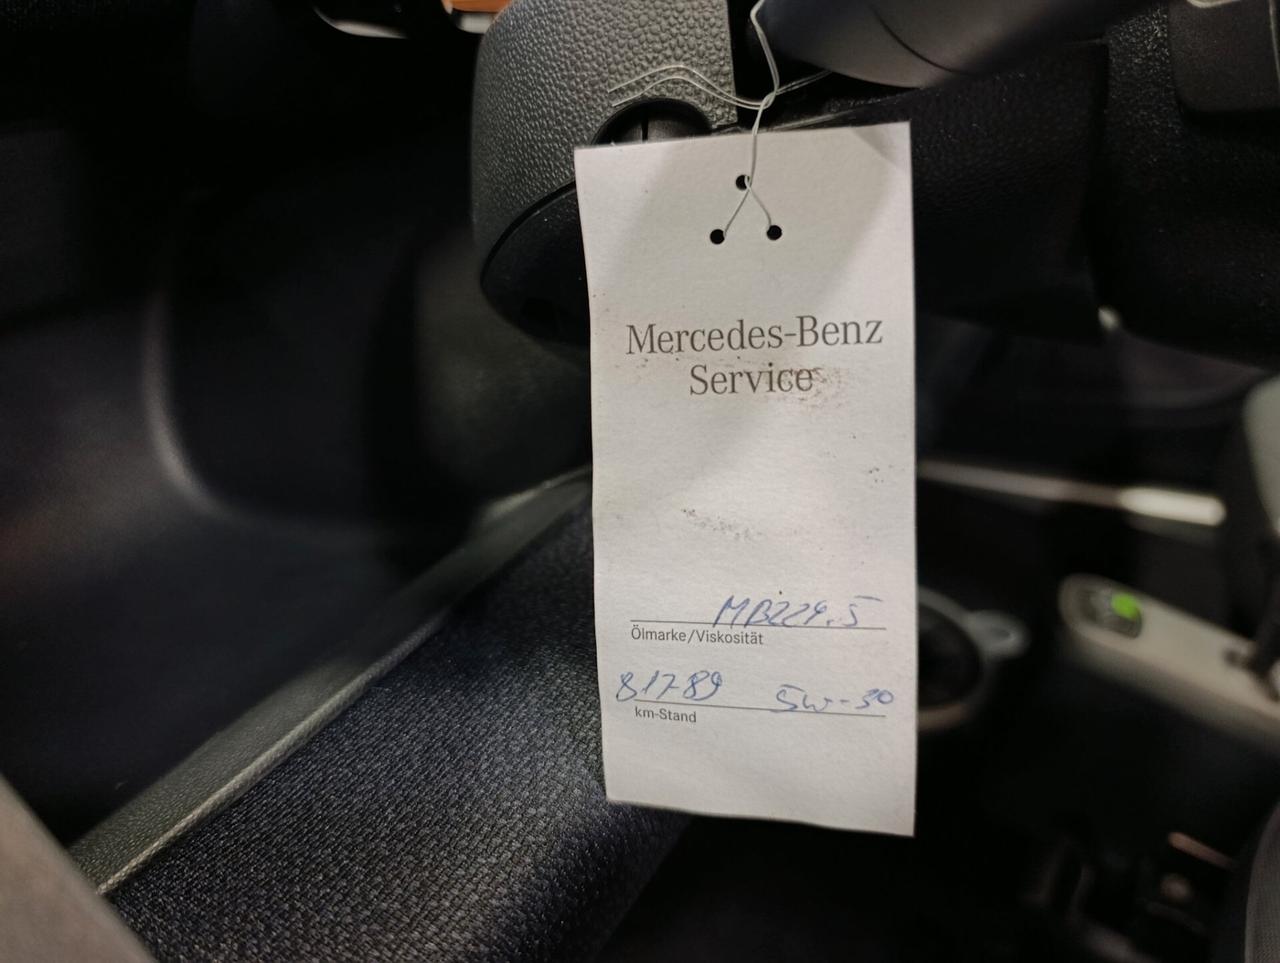 Mercedes-Benz
Service
MB229.5
Ölmarke/Viskosität
81789 5W-30
km-Stand